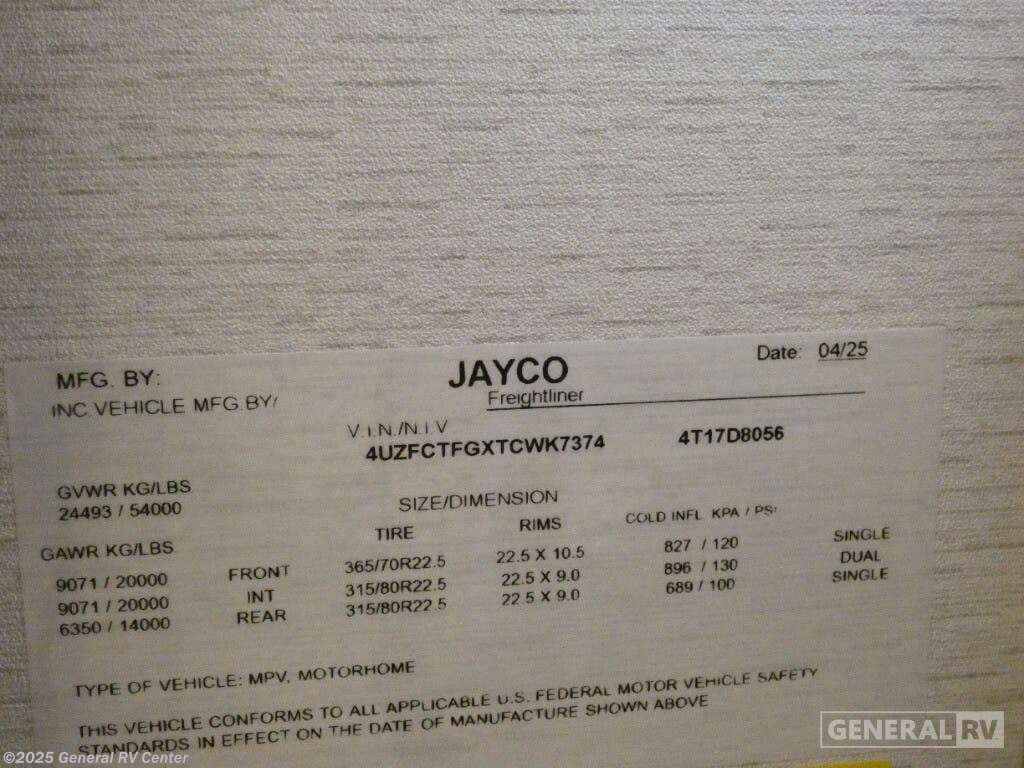 MFG. BY: JAYCO Date: 04/25
INC VEHICLE MFG.BY/ Freightliner
V.I.N./N.I.V
4UZFCTFGXTCWK7374 4T17D8056
GVWR KG/LBS
24493 / 54000
SIZE/DIMENSION
TIRE RIMS COLD INFL KPA / PSI
GAWR KG/LBS
9071 / 20000 FRONT 365/70R22.5 22.5 X 10.5 827 / 120 SINGLE
9071 / 20000 INT 315/80R22.5 22.5 X 9.0 896 / 130 DUAL
6350 / 14000 REAR 315/80R22.5 22.5 X 9.0 689 / 100 SINGLE
TYPE OF VEHICLE: MPV, MOTORHOME
THIS VEHICLE CONFORMS TO ALL APPLICABLE U.S. FEDERAL MOTOR VEHICLE SAFETY
STANDARDS IN EFFECT ON THE DATE OF MANUFACTURE SHOWN ABOVE
GENERAL RV
©2025 General RV Center